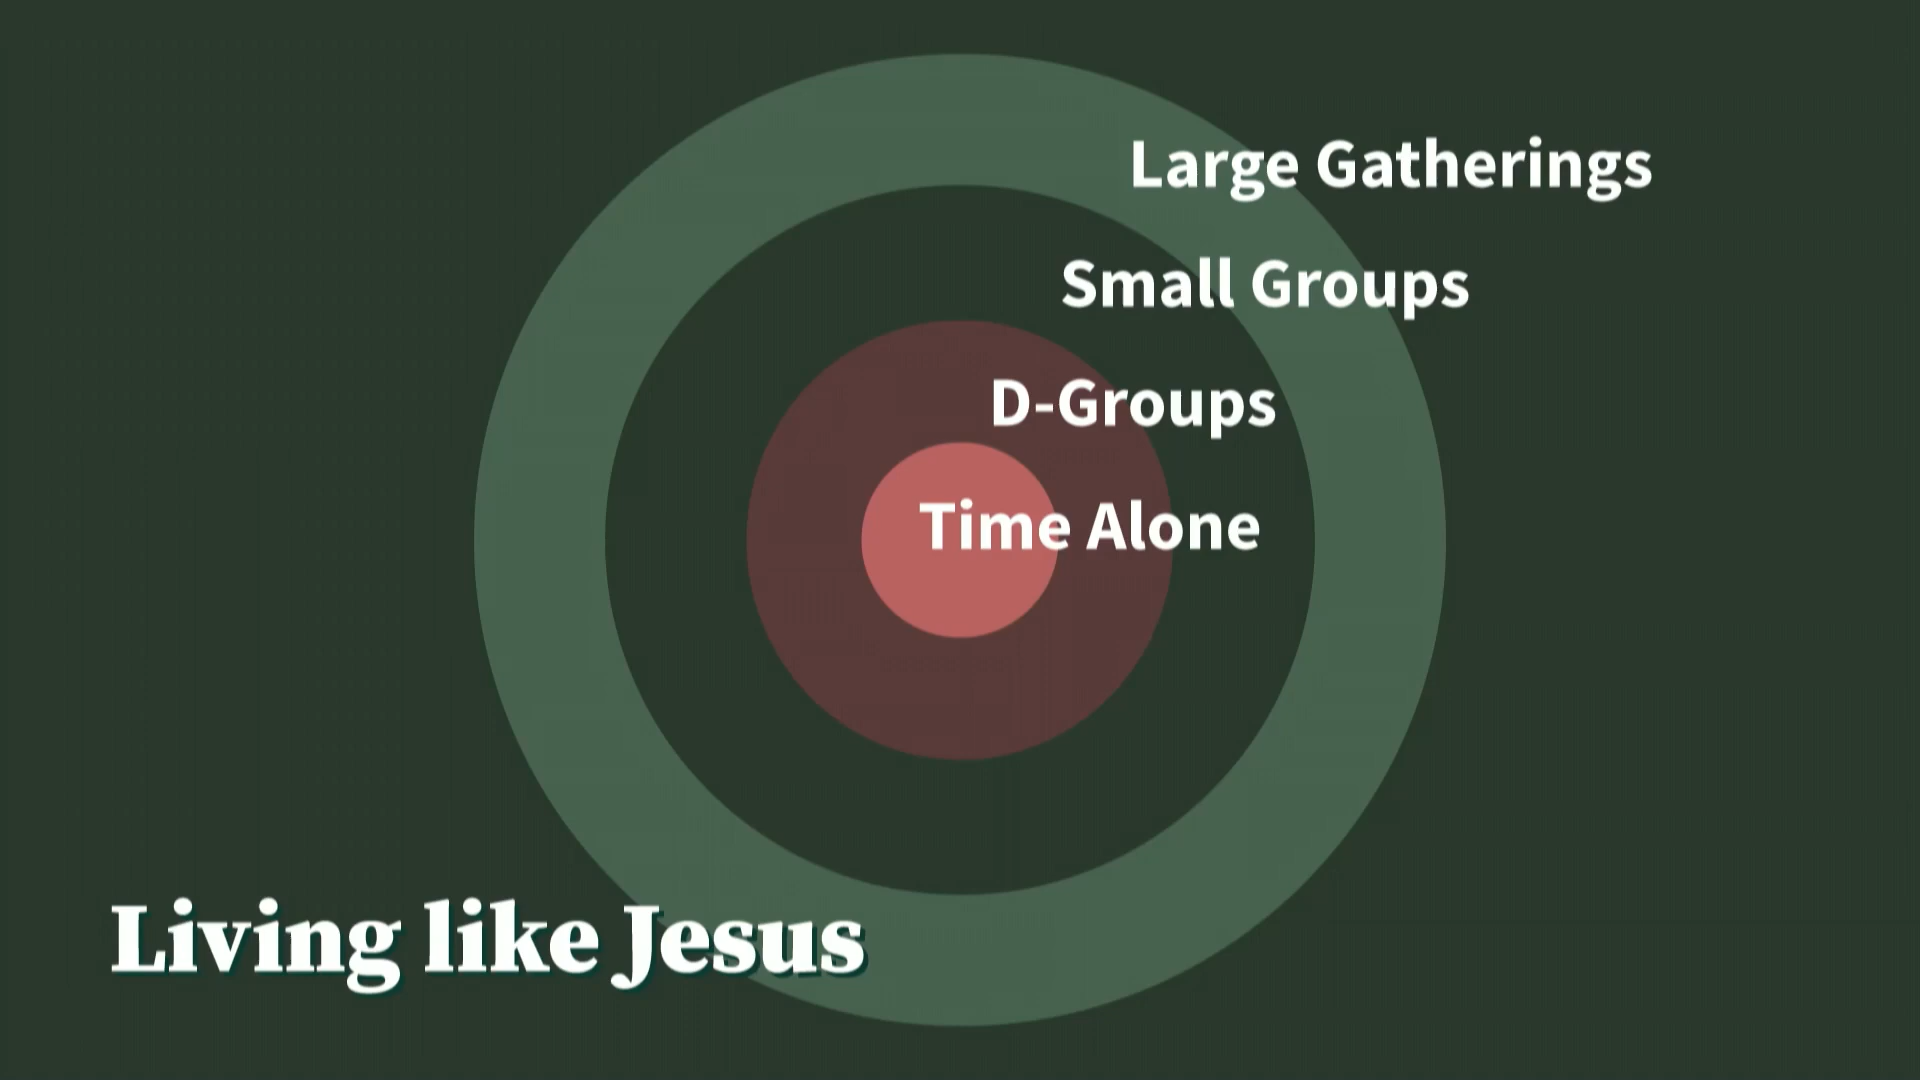 Large Gatherings
Small Groups
D-Groups
Time Alone
Living like Jesus